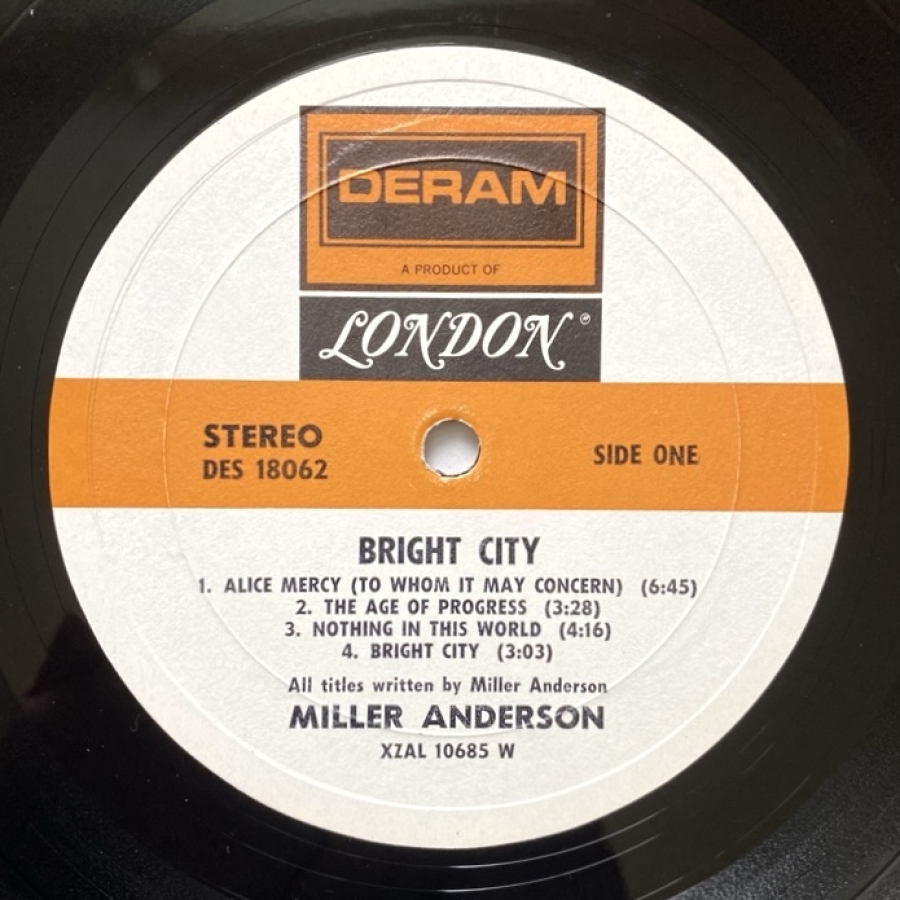 DERAM
A PRODUCT OF
LONDON®
STEREO
DES 18062
SIDE ONE
BRIGHT CITY
1. ALICE MERCY (TO WHOM IT MAY CONCERN) (6:45)
2. THE AGE OF PROGRESS (3:28)
3. NOTHING IN THIS WORLD (4:16)
4. BRIGHT CITY (3:03)
All titles written by Miller Anderson
MILLER ANDERSON
XZAL 10685 W